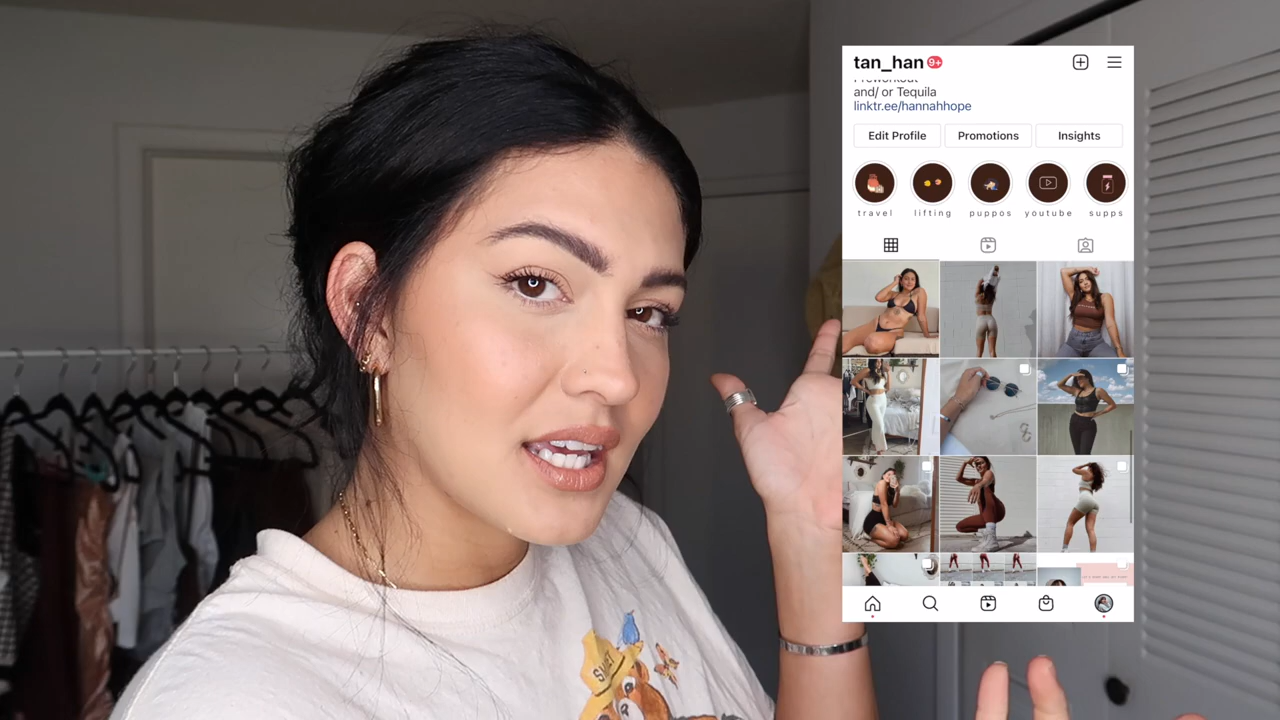 tan_han 9+
and/ or Tequila
linktr.ee/hannahhope
Edit Profile Promotions Insights
travel lifting puppos youtube supps